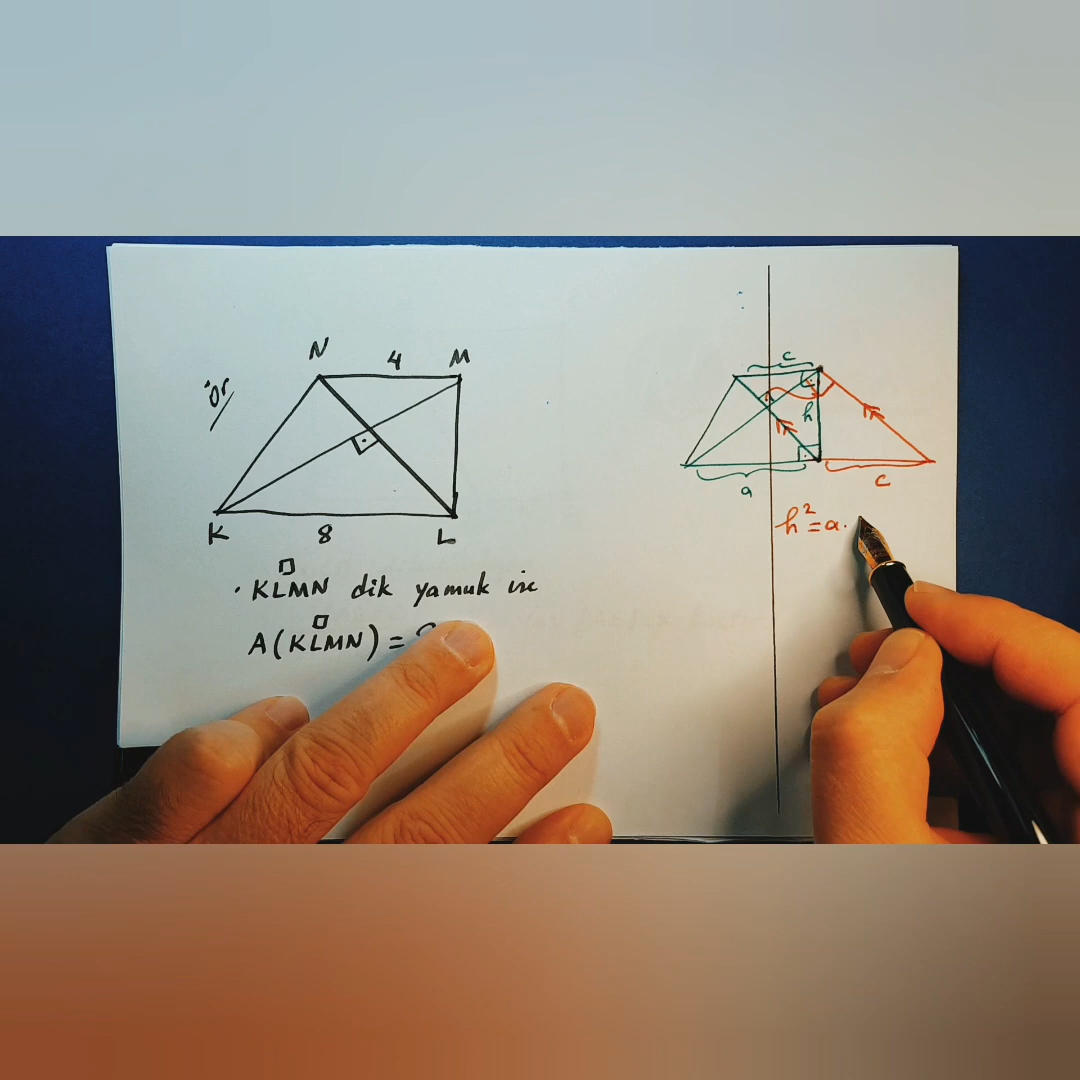 Ör
N 4 M
K 8 L
• KLMN dik yamuk ise
A(KLMN) =
c
h
a c
h² = a.